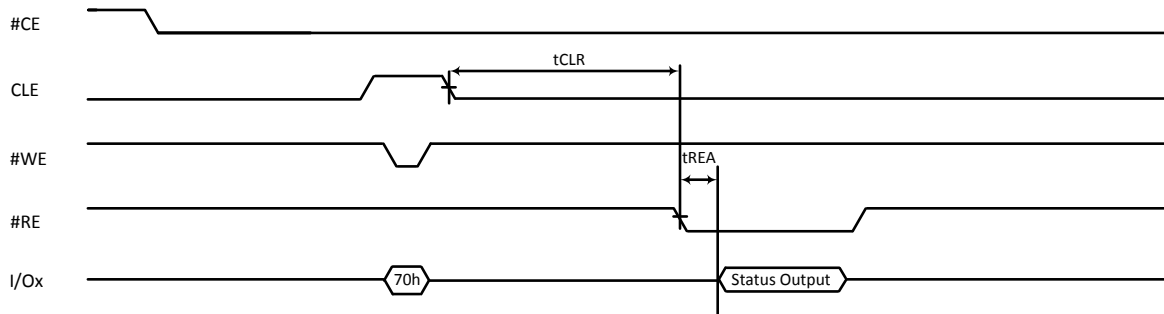 #CE
tCLR
CLE
#WE
tREA
#RE
I/Ox
70h
Status Output